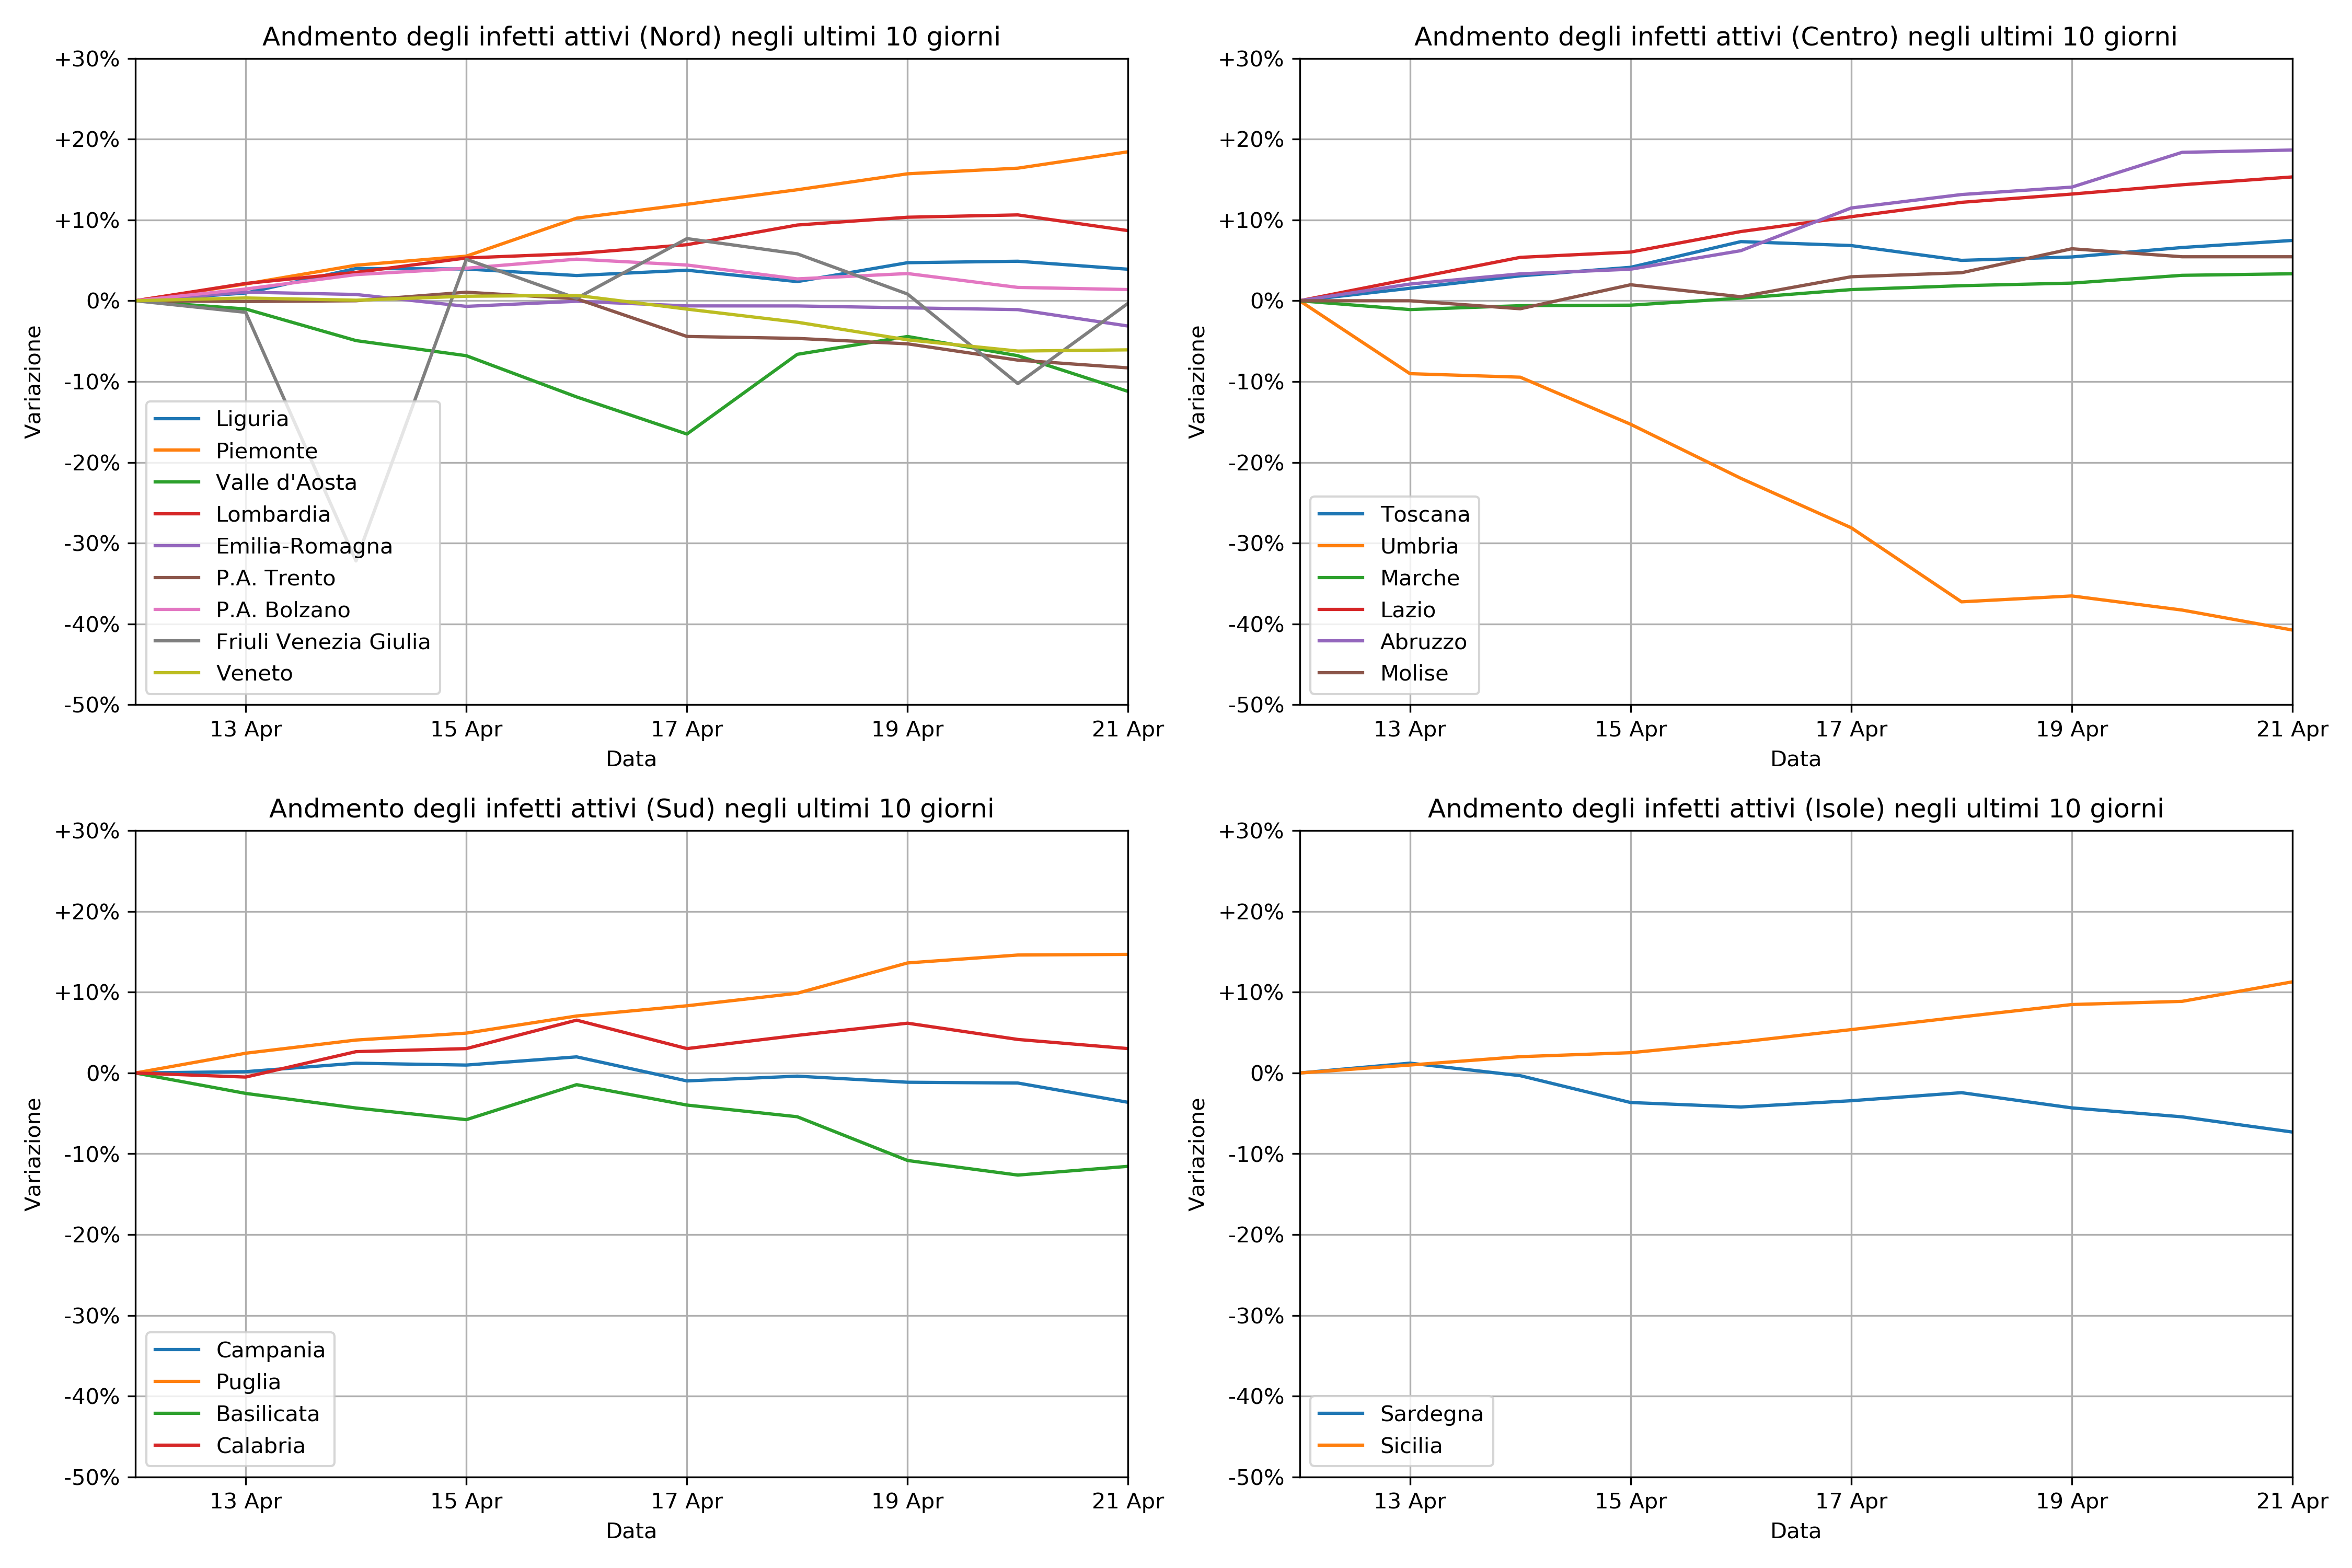 Andmento degli infetti attivi (Nord) negli ultimi 10 giorni
+30%
+20%
+10%
0%
-10%
-20%
-30%
-40%
-50%
Variazione
Liguria
Piemonte
Valle d'Aosta
Lombardia
Emilia-Romagna
P.A. Trento
P.A. Bolzano
Friuli Venezia Giulia
Veneto
13 Apr 15 Apr 17 Apr 19 Apr 21 Apr
Data
Andmento degli infetti attivi (Centro) negli ultimi 10 giorni
+30%
+20%
+10%
0%
-10%
-20%
-30%
-40%
-50%
Variazione
Toscana
Umbria
Marche
Lazio
Abruzzo
Molise
13 Apr 15 Apr 17 Apr 19 Apr 21 Apr
Data
Andmento degli infetti attivi (Sud) negli ultimi 10 giorni
+30%
+20%
+10%
0%
-10%
-20%
-30%
-40%
-50%
Variazione
Campania
Puglia
Basilicata
Calabria
13 Apr 15 Apr 17 Apr 19 Apr 21 Apr
Data
Andmento degli infetti attivi (Isole) negli ultimi 10 giorni
+30%
+20%
+10%
0%
-10%
-20%
-30%
-40%
-50%
Variazione
Sardegna
Sicilia
13 Apr 15 Apr 17 Apr 19 Apr 21 Apr
Data